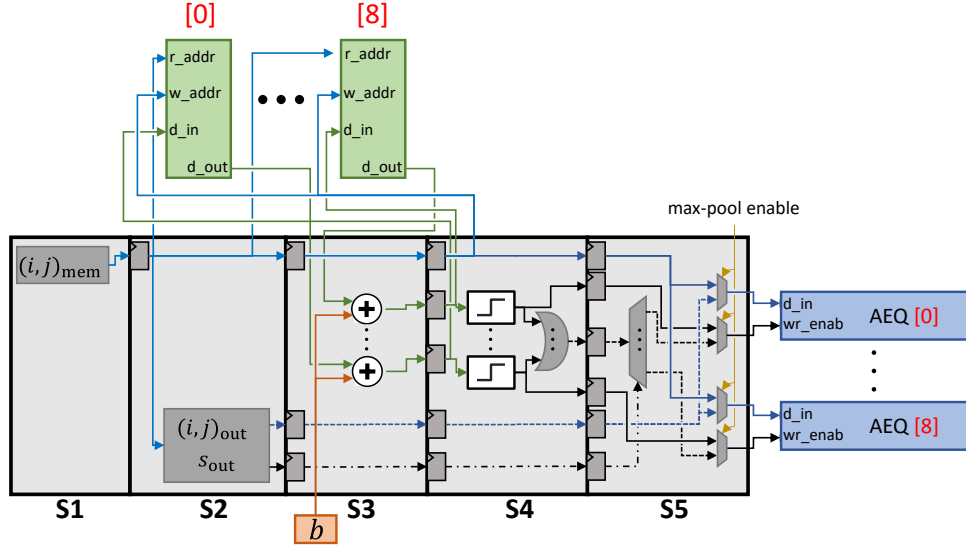 [0]
[8]
r_addr
w_addr
d_in
d_out
r_addr
w_addr
d_in
d_out
max-pool enable
(i, j)mem
d_in
wr_enab
AEQ [0]
d_in
wr_enab
AEQ [8]
(i, j)out
sout
S1
S2
S3
S4
S5
b